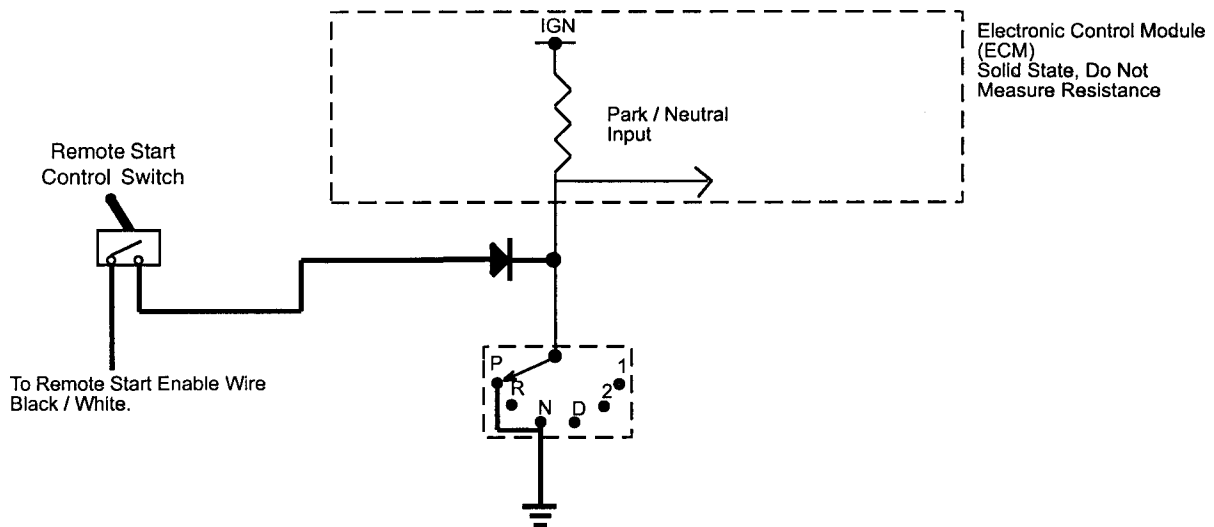 IGN
Electronic Control Module
(ECM)
Solid State, Do Not
Measure Resistance
Park / Neutral
Input
Remote Start
Control Switch
To Remote Start Enable Wire
Black / White.
P
R
N
D
2
1